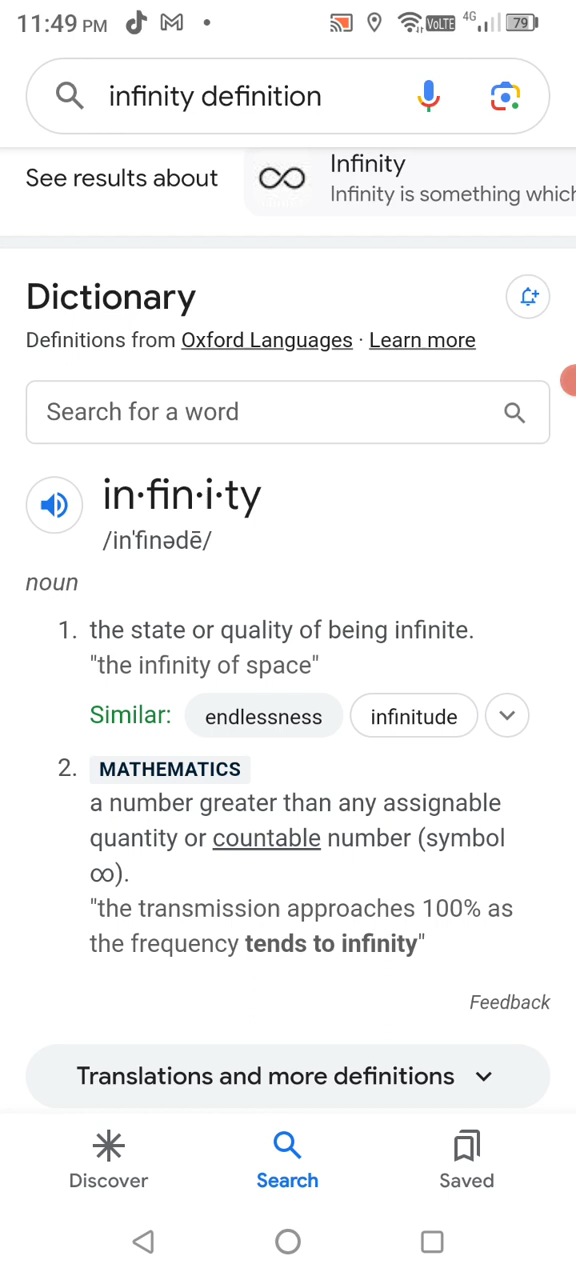 11:49 PM VoLTE 4G 79
infinity definition
See results about
Infinity
Infinity is something which
Dictionary
Definitions from Oxford Languages · Learn more
Search for a word
in·fin·i·ty
/inˈfinədē/
noun
1. the state or quality of being infinite.
"the infinity of space"
Similar: endlessness infinitude
2. MATHEMATICS
a number greater than any assignable
quantity or countable number (symbol
∞).
"the transmission approaches 100% as
the frequency tends to infinity"
Feedback
Translations and more definitions
Discover Search Saved